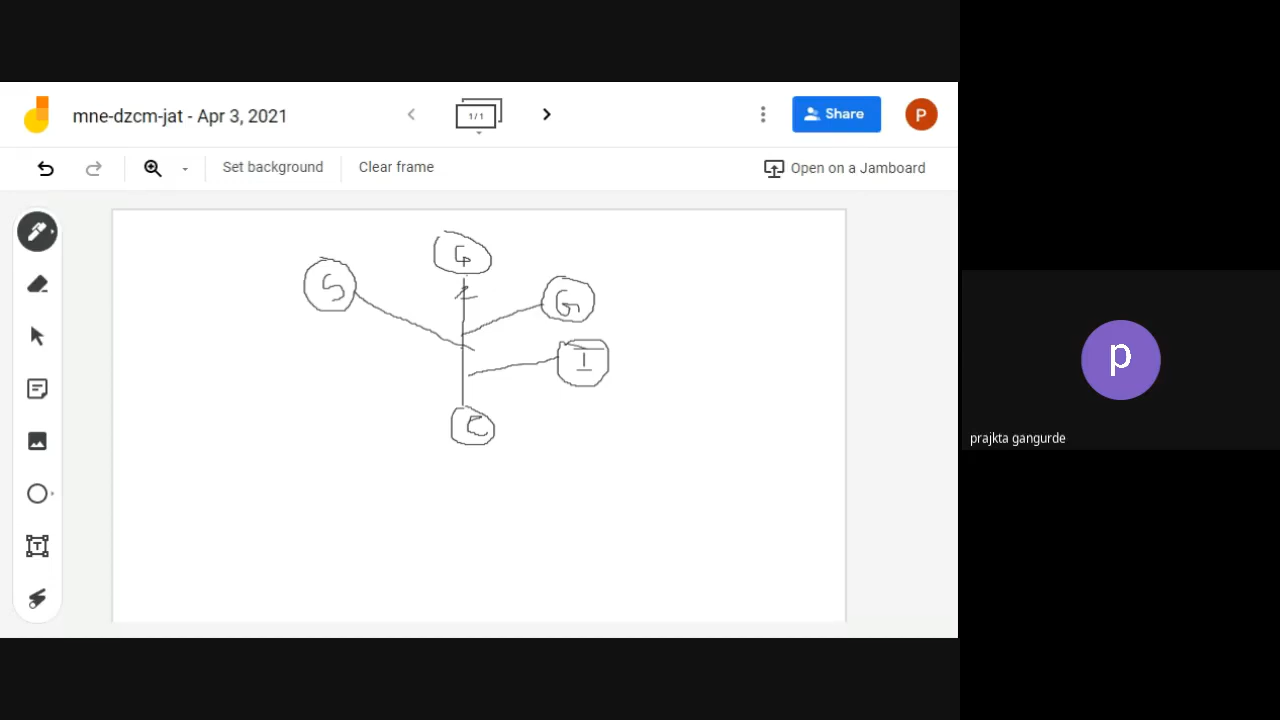 mne-dzcm-jat - Apr 3, 2021
1/1
Share
P
Set background
Clear frame
Open on a Jamboard
S
G
I
C
T
p
prajkta gangurde